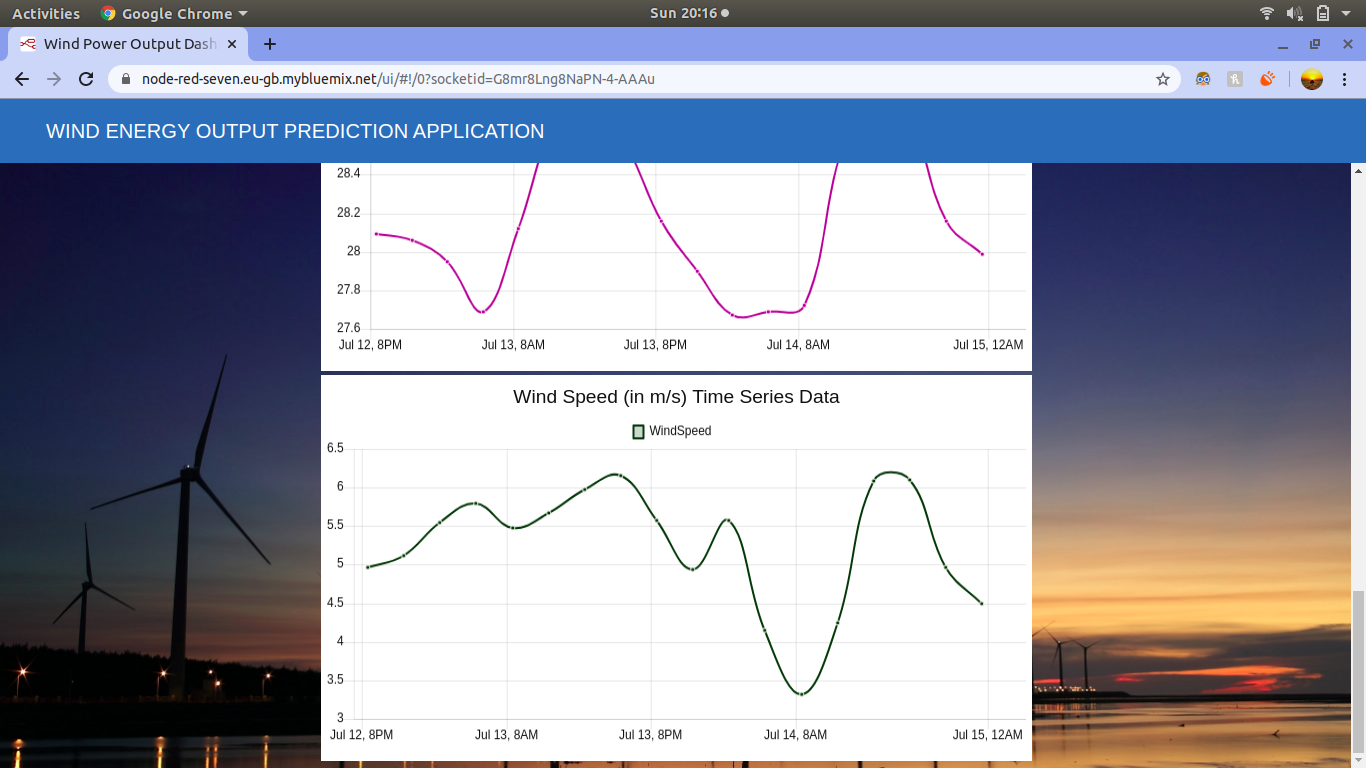 Activities Google Chrome Sun 20:16
Wind Power Output Dash
node-red-seven.eu-gb.mybluemix.net/ui/#!/0?socketid=G8mr8Lng8NaPN-4-AAAu
WIND ENERGY OUTPUT PREDICTION APPLICATION
28.4
28.2
28
27.8
27.6
Jul 12, 8PM Jul 13, 8AM Jul 13, 8PM Jul 14, 8AM Jul 15, 12AM
Wind Speed (in m/s) Time Series Data
WindSpeed
6.5
6
5.5
5
4.5
4
3.5
3
Jul 12, 8PM Jul 13, 8AM Jul 13, 8PM Jul 14, 8AM Jul 15, 12AM